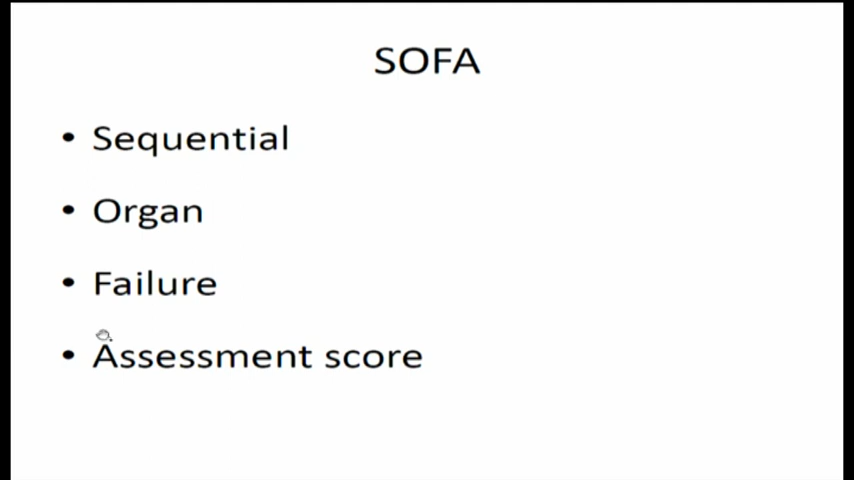 SOFA
• Sequential
• Organ
• Failure
• Assessment score